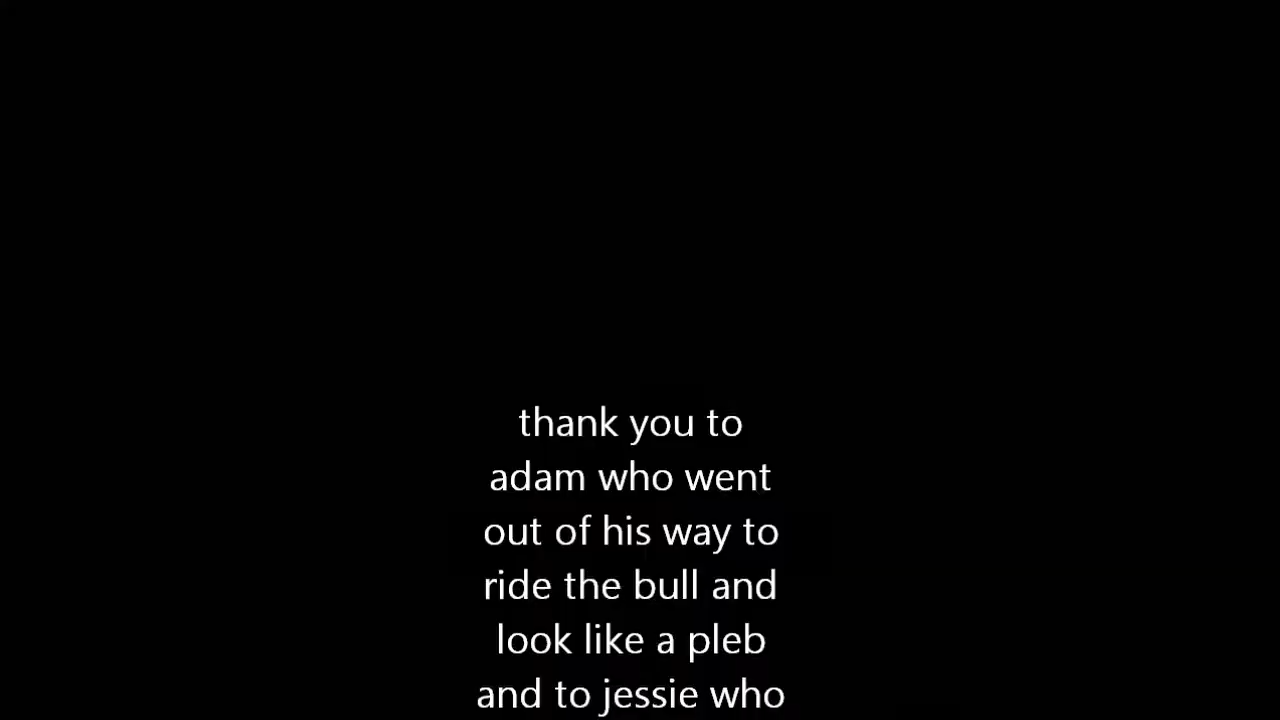 thank you to
adam who went
out of his way to
ride the bull and
look like a pleb
and to jessie who